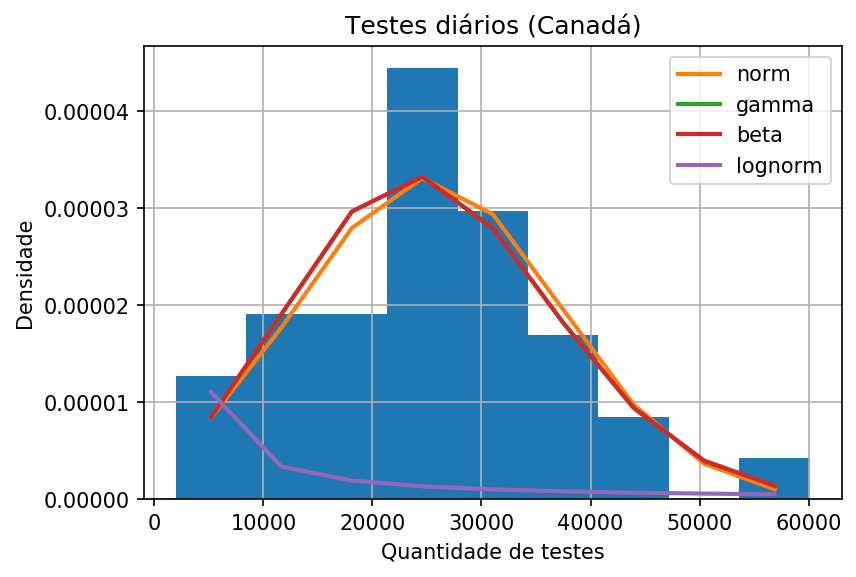 Testes diários (Canadá)
norm
gamma
beta
lognorm
Densidade
0.00004
0.00003
0.00002
0.00001
0.00000
0 10000 20000 30000 40000 50000 60000
Quantidade de testes